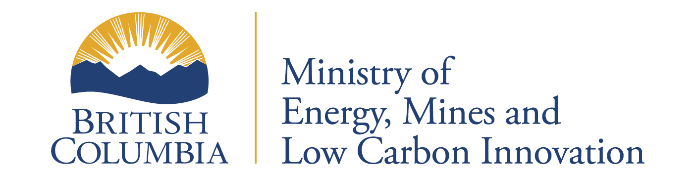 BRITISH
COLUMBIA
Ministry of
Energy, Mines and
Low Carbon Innovation